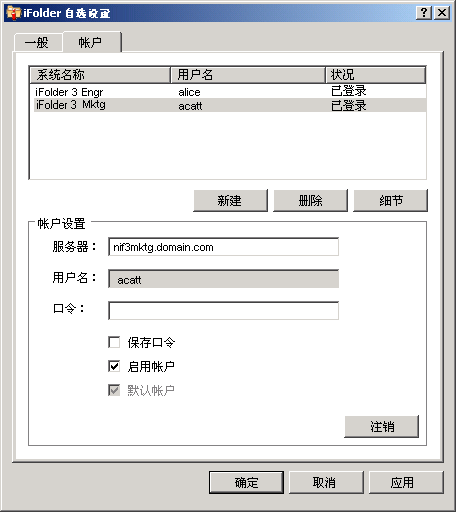 iFolder 自选设置
一般 帐户
系统名称 用户名 状况
iFolder 3 Engr alice 已登录
iFolder 3 Mktg acatt 已登录
新建 删除 细节
帐户设置
服务器： nif3mktg.domain.com
用户名： acatt
口令：
保存口令
启用帐户
默认帐户
注销
确定 取消 应用